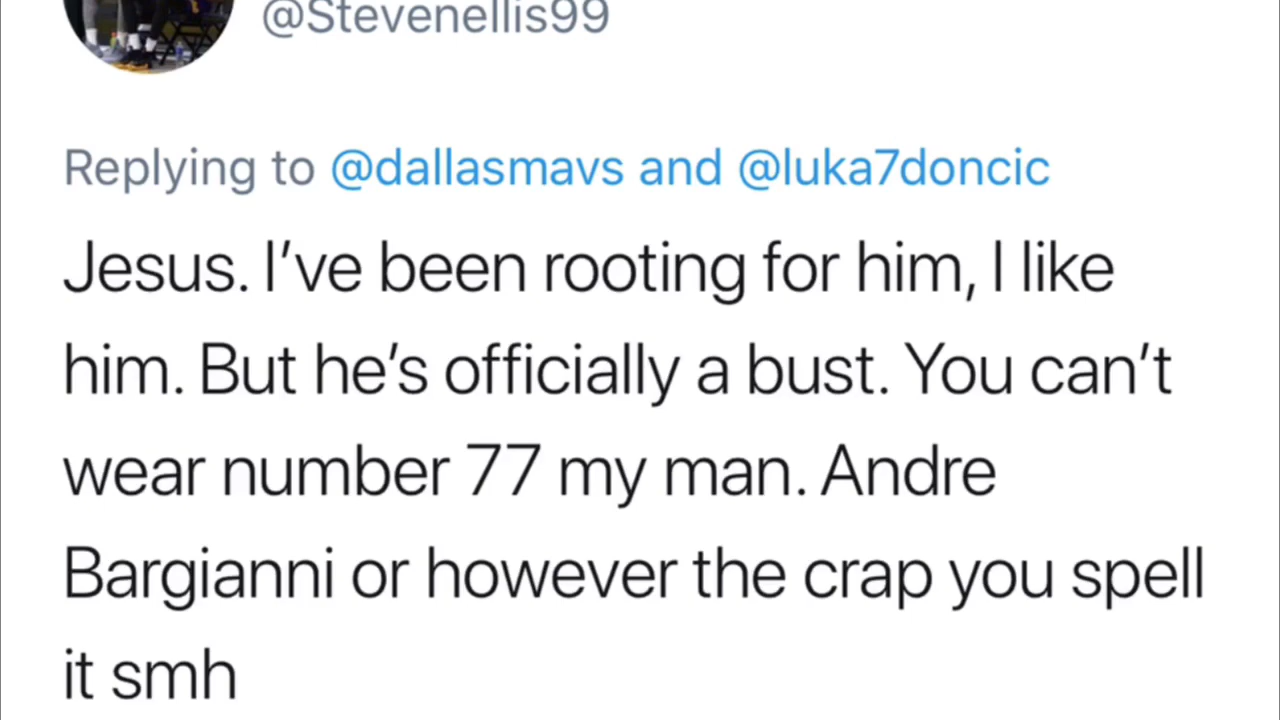 @Stevenellis99
Replying to @dallasmavs and @luka7doncic
Jesus. I’ve been rooting for him, I like
him. But he’s officially a bust. You can’t
wear number 77 my man. Andre
Bargianni or however the crap you spell
it smh